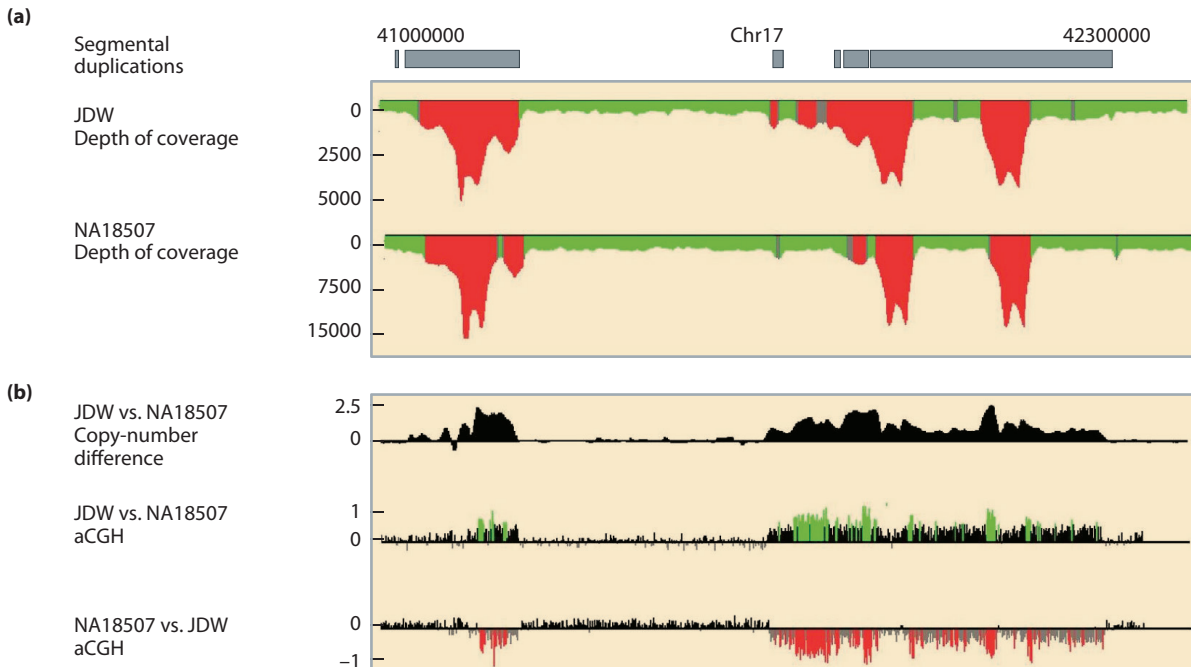 (a)
Segmental
duplications
41000000
Chr17
42300000
JDW
Depth of coverage
0
2500
5000
NA18507
Depth of coverage
0
7500
15000
(b)
JDW vs. NA18507
Copy-number
difference
2.5
0
JDW vs. NA18507
aCGH
1
0
NA18507 vs. JDW
aCGH
0
–1